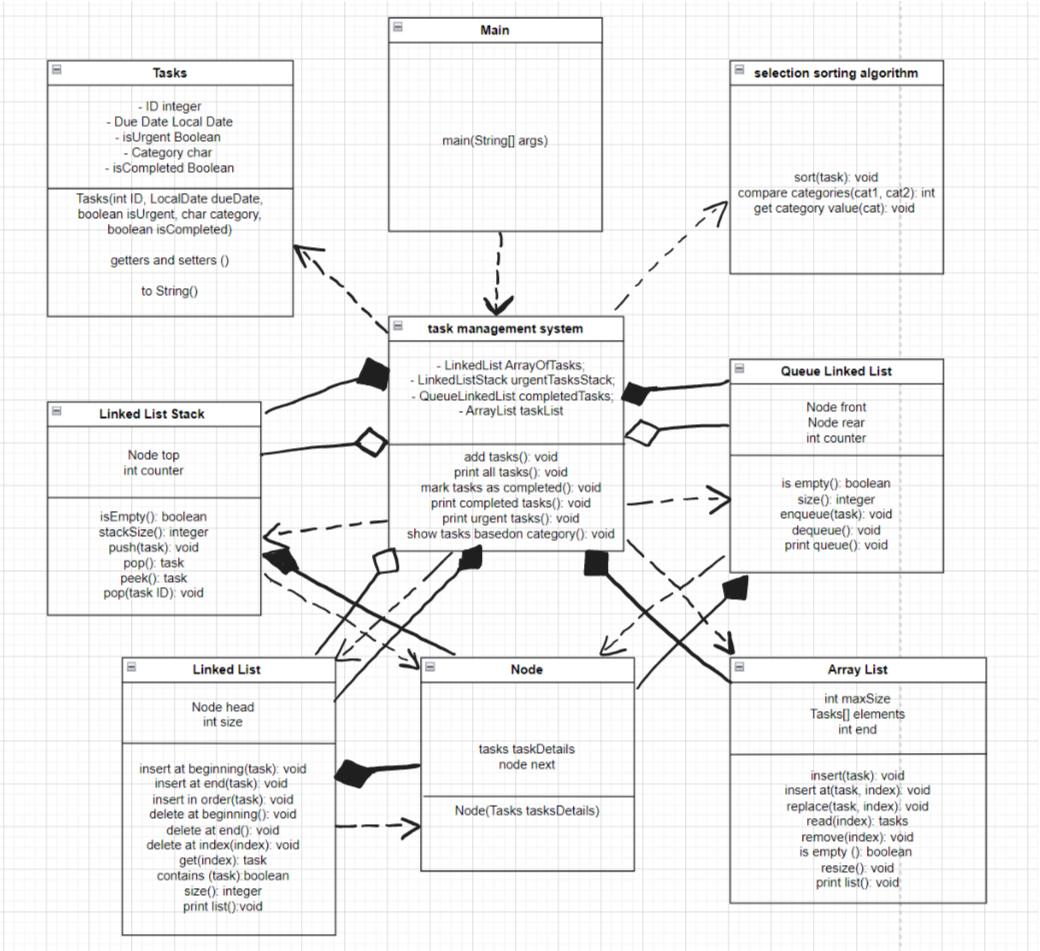 Main
main(String[] args)
Tasks
- ID integer
- Due Date Local Date
- isUrgent Boolean
- Category char
- isCompleted Boolean
Tasks(int ID, LocalDate dueDate,
boolean isUrgent, char category,
boolean isCompleted)
getters and setters ()
to String()
selection sorting algorithm
sort(task): void
compare categories(cat1, cat2): int
get category value(cat): void
task management system
- LinkedList ArrayOfTasks;
- LinkedListStack urgentTasksStack;
- QueueLinkedList completedTasks;
- ArrayList taskList
add tasks(): void
print all tasks(): void
mark tasks as completed(): void
print completed tasks(): void
print urgent tasks(): void
show tasks basedon category(): void
Queue Linked List
Node front
Node rear
int counter
is empty(): boolean
size(): integer
enqueue(task): void
dequeue(): void
print queue(): void
Linked List Stack
Node top
int counter
isEmpty(): boolean
stackSize(): integer
push(task): void
pop(): task
peek(): task
pop(task ID): void
Linked List
Node head
int size
insert at beginning(task): void
insert at end(task): void
insert in order(task): void
delete at beginning(): void
delete at end(): void
delete at index(index): void
get(index): task
contains (task):boolean
size(): integer
print list():void
Node
tasks taskDetails
node next
Node(Tasks tasksDetails)
Array List
int maxSize
Tasks[] elements
int end
insert(task): void
insert at(task, index): void
replace(task, index): void
read(index): tasks
remove(index): void
is empty (): boolean
resize(): void
print list(): void